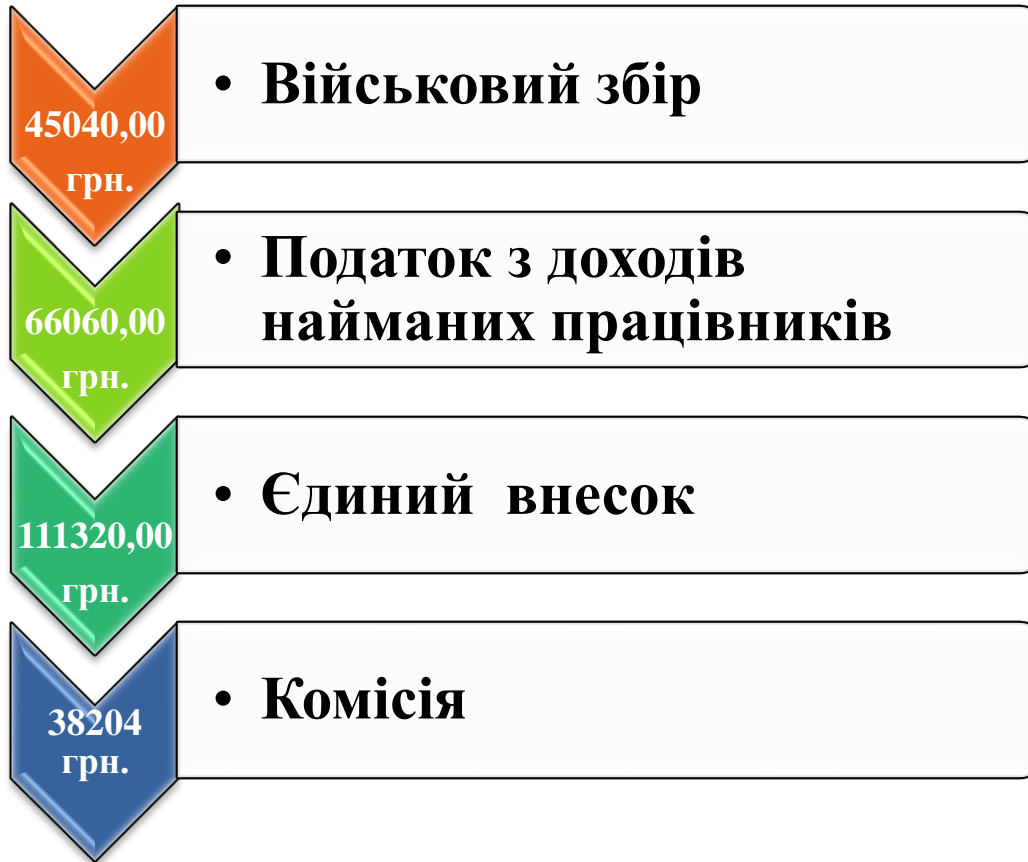 45040,00
грн.
• Військовий збір
66060,00
грн.
• Податок з доходів
найманих працівників
111320,00
грн.
• Єдиний внесок
38204
грн.
• Комісія